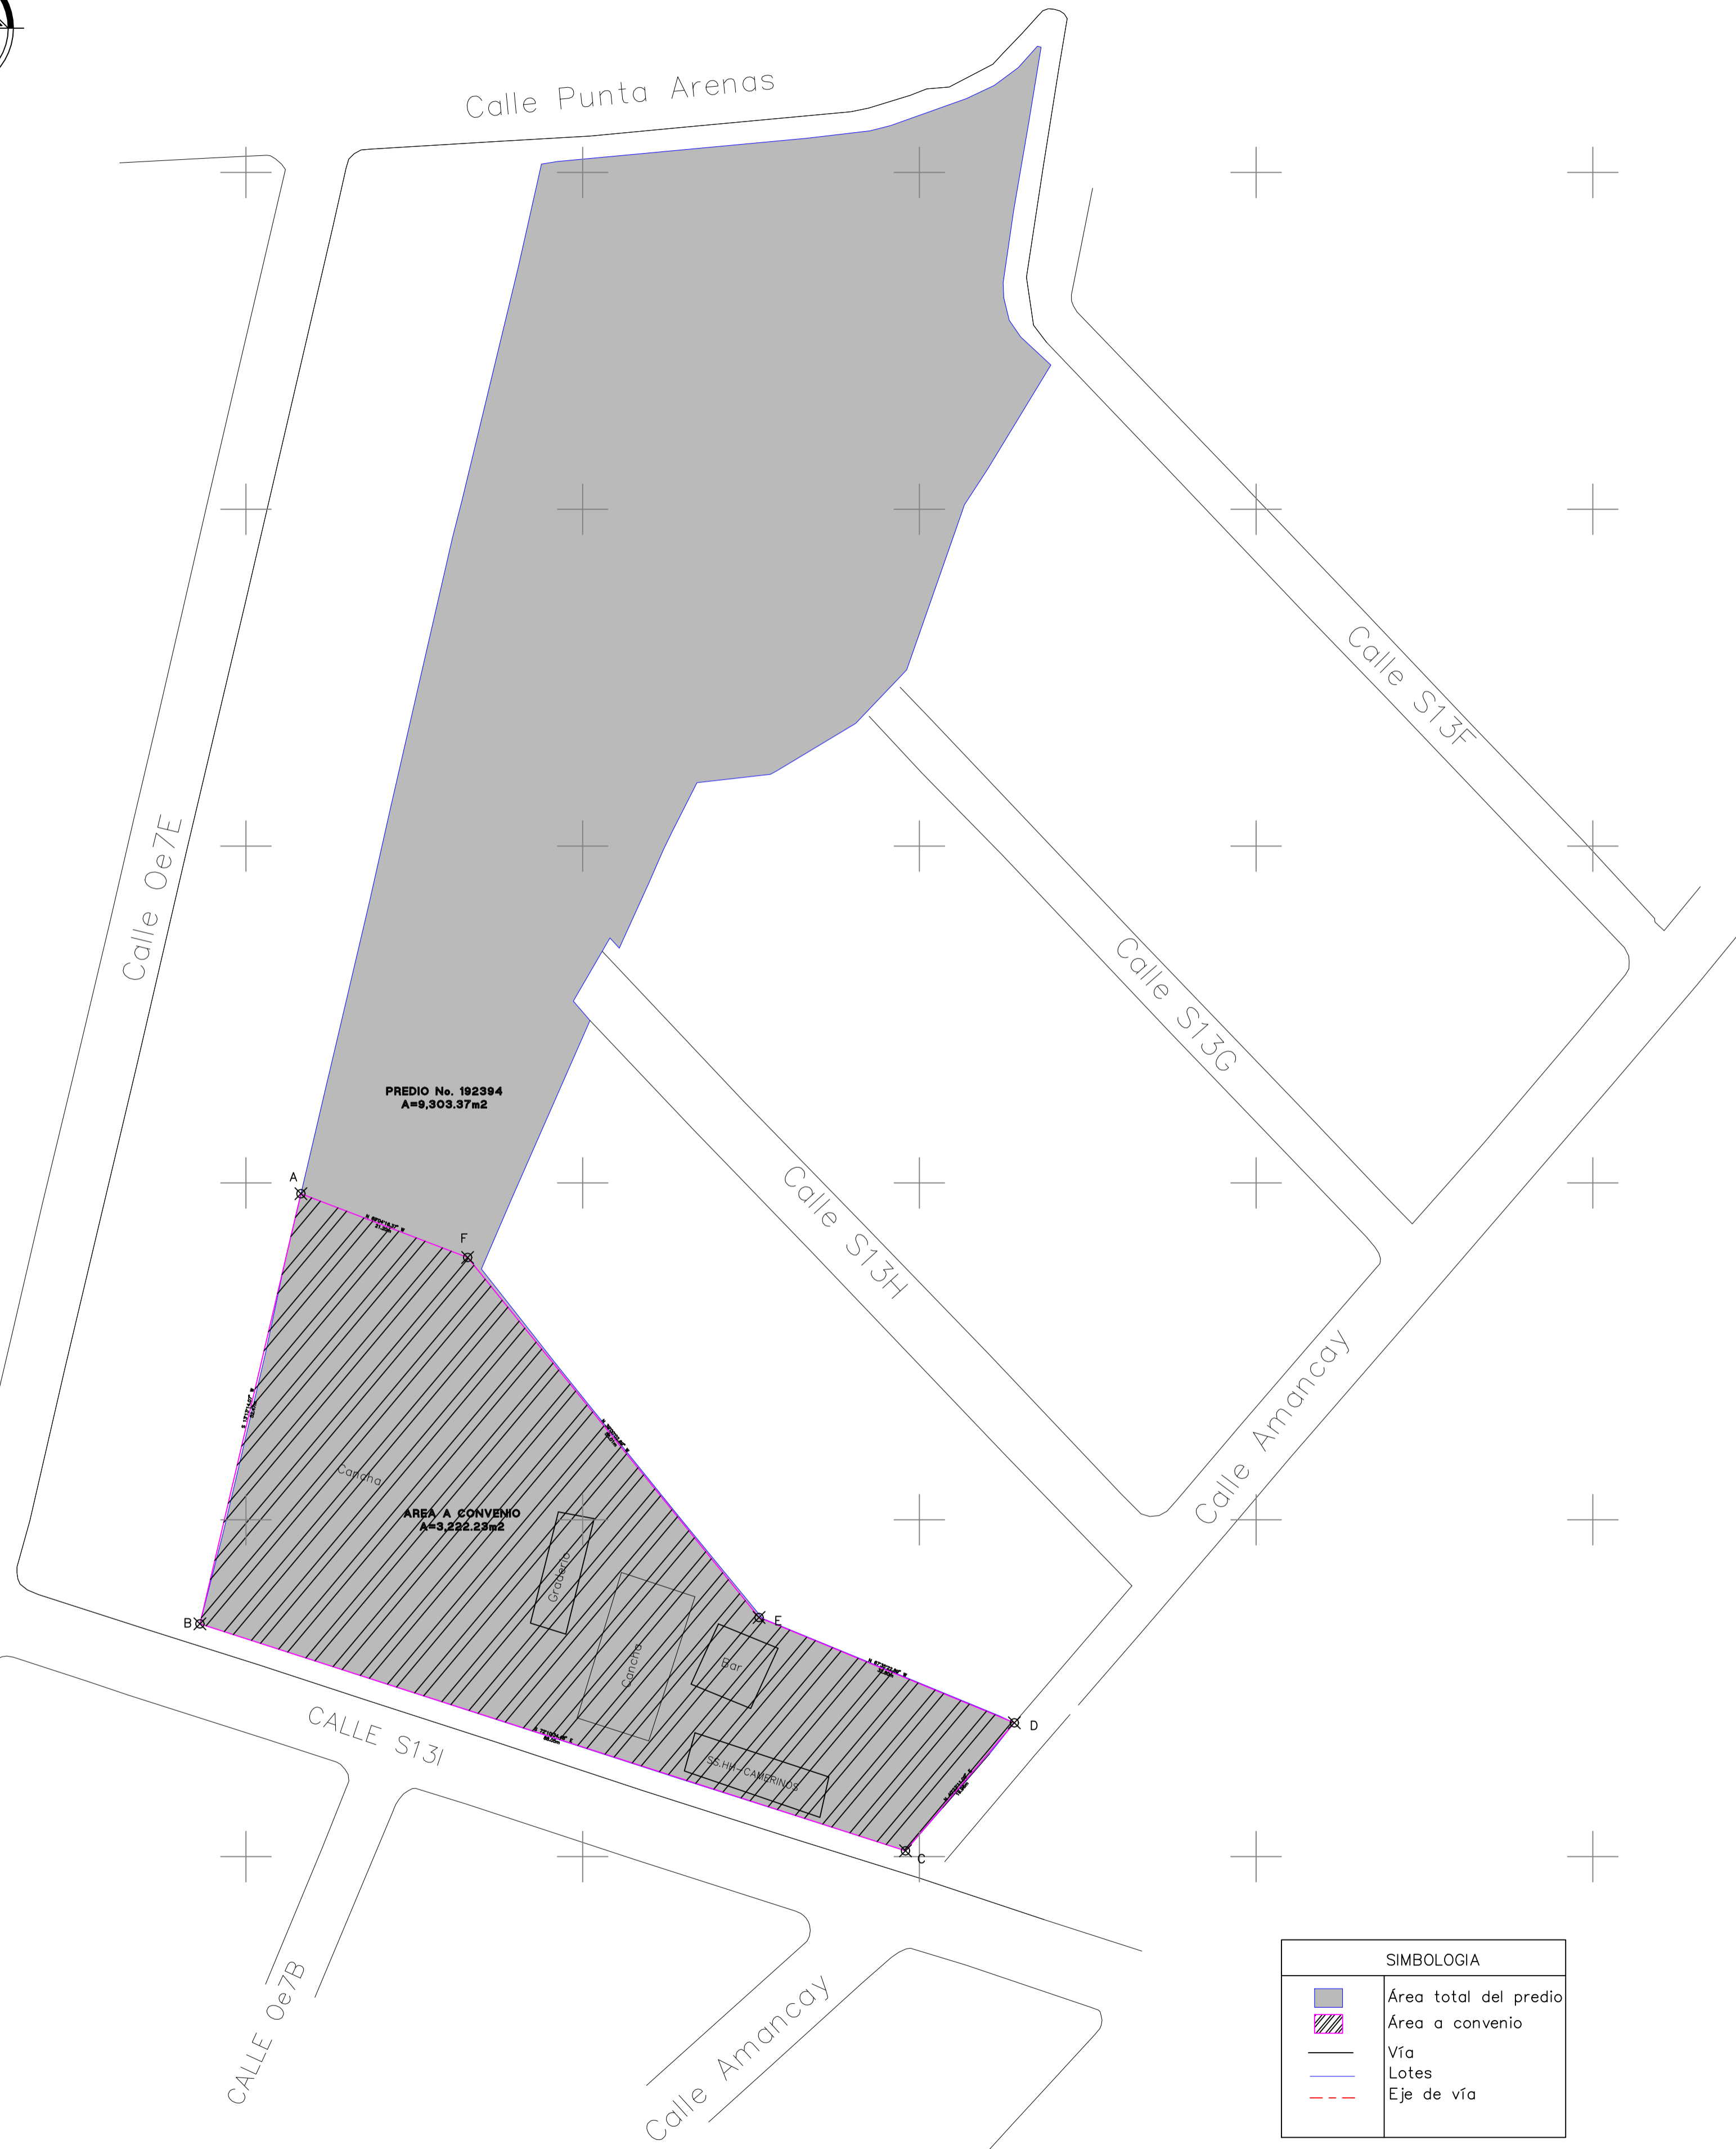 Calle Punta Arenas
Calle Oe7E
Calle S13F
Calle S13G
Calle S13H
PREDIO No. 192394
A=9,303.37m2
A
F
Calle Amancay
Cancha
AREA A CONVENIO
A=3,222.23m2
Graderio
B
E
Cancha
Bar
D
SS.HH-CAMERINOS
CALLE S13I
C
CALLE Oe7B
Calle Amancay
SIMBOLOGIA
Área total del predio
Área a convenio
Vía
Lotes
Eje de vía